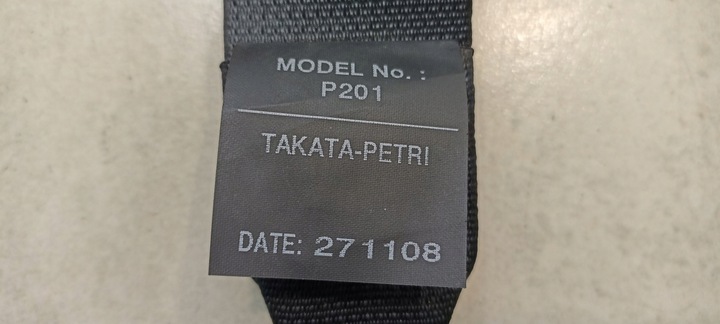 MODEL No. :
P201
TAKATA-PETRI
DATE: 271108